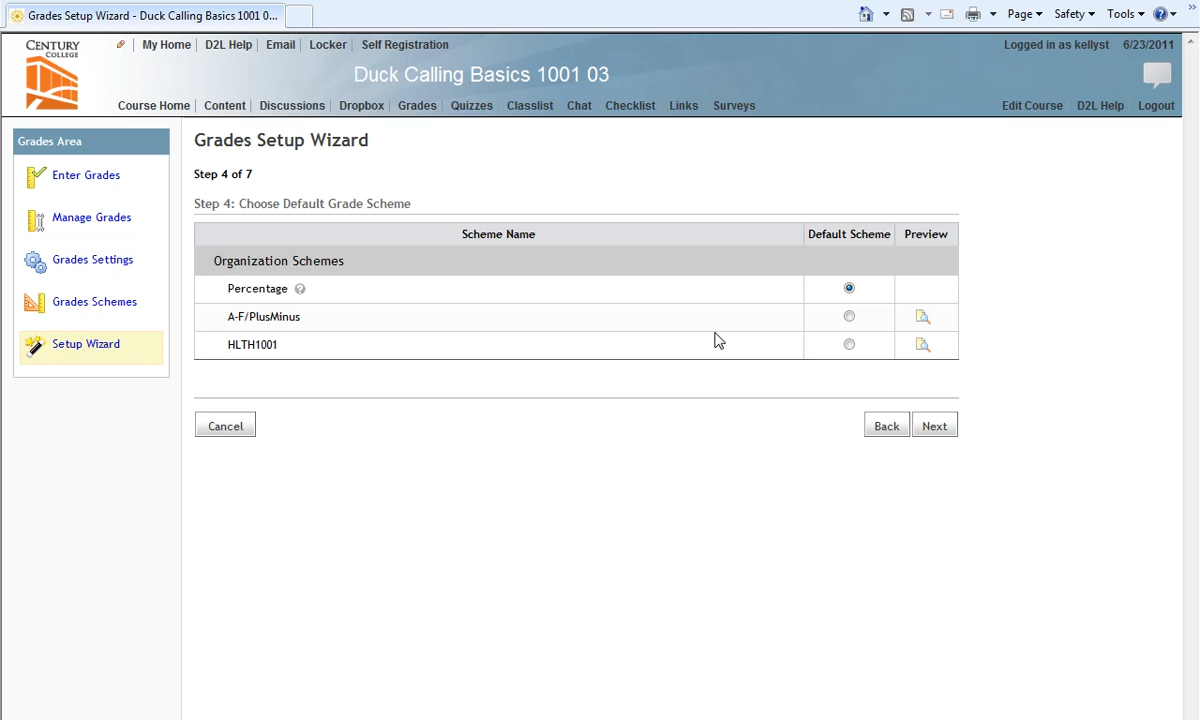 Grades Setup Wizard - Duck Calling Basics 1001 0...
Page Safety Tools
CENTURY COLLEGE
My Home D2L Help Email Locker Self Registration
Logged in as kellyst 6/23/2011
Duck Calling Basics 1001 03
Course Home Content Discussions Dropbox Grades Quizzes Classlist Chat Checklist Links Surveys
Edit Course D2L Help Logout
Grades Area
Enter Grades
Manage Grades
Grades Settings
Grades Schemes
Setup Wizard
Grades Setup Wizard
Step 4 of 7
Step 4: Choose Default Grade Scheme
Scheme Name Default Scheme Preview
Organization Schemes
Percentage
A-F/PlusMinus
HLTH1001
Cancel Back Next